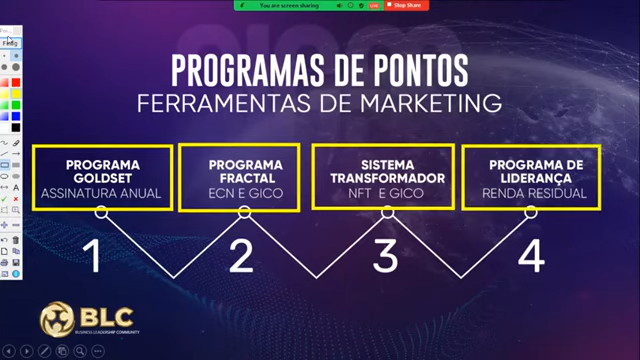 You are screen sharing
LIVE
Stop Share
PROGRAMAS DE PONTOS
FERRAMENTAS DE MARKETING
PROGRAMA
GOLDSET
ASSINATURA ANUAL
PROGRAMA
FRACTAL
ECN E GICO
SISTEMA
TRANSFORMADOR
NFT E GICO
PROGRAMA DE
LIDERANÇA
RENDA RESIDUAL
1
2
3
4
BLC
BUSINESS LEADERSHIP COMMUNITY